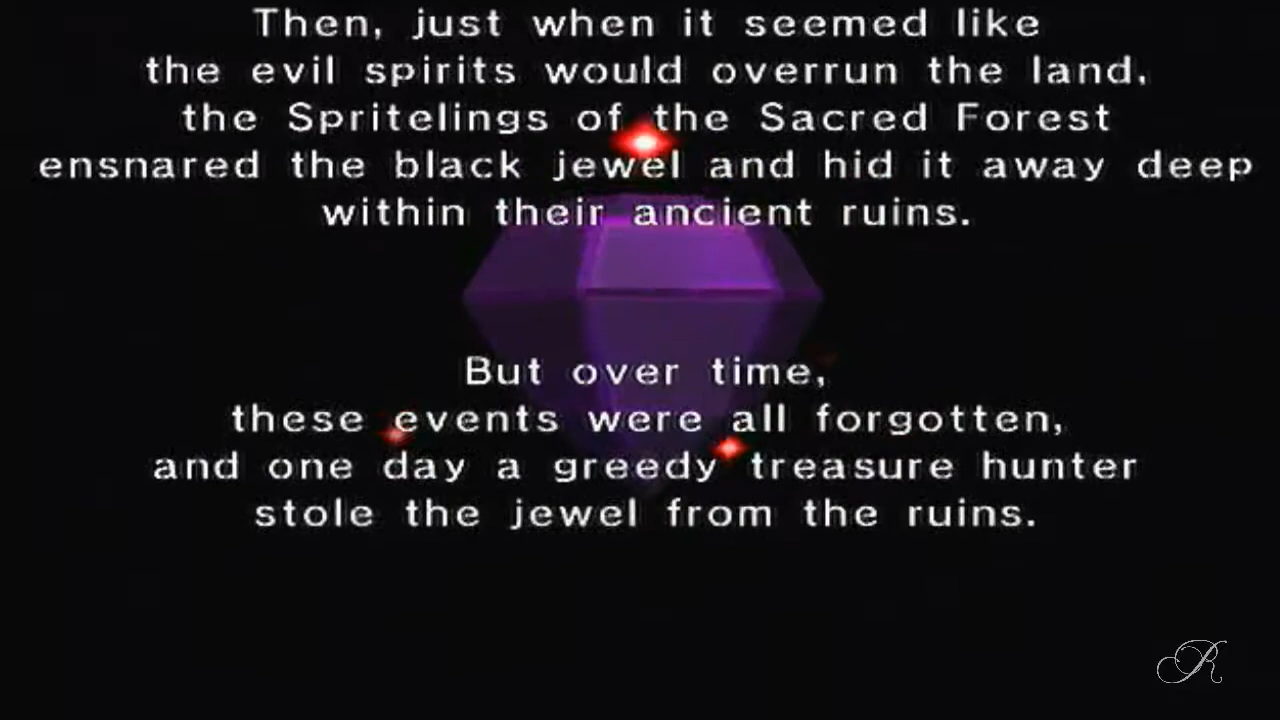 Then, just when it seemed like
the evil spirits would overrun the land,
the Spritelings of the Sacred Forest
ensnared the black jewel and hid it away deep
within their ancient ruins.
But over time,
these events were all forgotten,
and one day a greedy treasure hunter
stole the jewel from the ruins.
R